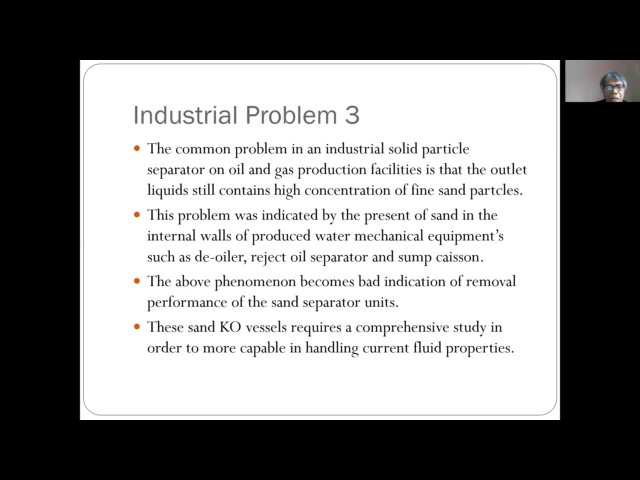 Industrial Problem 3
• The common problem in an industrial solid particle
separator on oil and gas production facilities is that the outlet
liquids still contains high concentration of fine sand partcles.
• This problem was indicated by the present of sand in the
internal walls of produced water mechanical equipment's
such as de-oiler, reject oil separator and sump caisson.
• The above phenomenon becomes bad indication of removal
performance of the sand separator units.
• These sand KO vessels requires a comprehensive study in
order to more capable in handling current fluid properties.